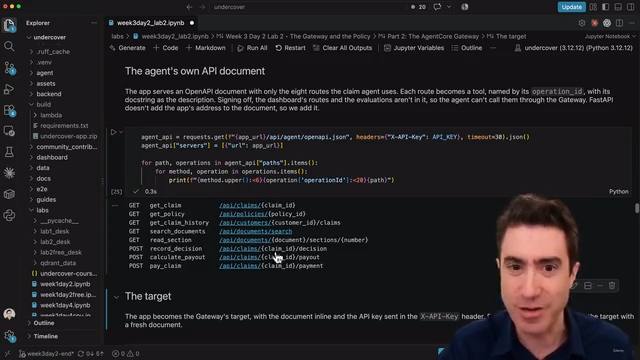 undercover
20
Update
Explorer
week3day2_lab2.ipynb
labs > week3day2_lab2.ipynb > Week 3 Day 2 Lab 2 - The Gateway and the Policy > Part 2: The AgentCore Gateway > The target
Generate + Code + Markdown Run All Restart Clear All Outputs Jupyter Variables Outline undercover (3.12.12) (Python 3.12.12)
undercover
.ruff_cache
.venv
agent
assets
backend
build
lambda
requirements.txt
undercover-app.zip
data
docs
e2e
guides
labs
__pycache__
lab1_desk
lab2_desk
lab2free_desk
qdrant_data
week1day2.ipynb
week1day2free.ipynb
week1day4.ipynb
Outline
Timeline
week3day2-end*
The agent's own API document
The app serves an OpenAPI document with only the eight routes the claim agent uses. Each route becomes a tool, named by its operation_id, with its
docstring as the description. Signing off, the dashboard's routes and the evaluations aren't in it, so the agent can't call them through the Gateway. FastAPI
doesn't add the app's address to the document, so we add it.
agent_api = requests.get(f"{app_url}/api/agent/openapi.json", headers={"X-API-Key": API_KEY}, timeout=30).json()
agent_api["servers"] = [{"url": app_url}]
for path, operations in agent_api["paths"].items():
for method, operation in operations.items():
print(f"{method.upper():<6}{operation['operationId']:<20}{path}")
[25]
0.3s
Python
GET get_claim /api/claims/{claim_id}
GET get_policy /api/policies/{policy_id}
GET get_claim_history /api/customers/{customer_id}/claims
GET search_documents /api/documents/search
GET read_section /api/documents/{document}/sections/{number}
POST record_decision /api/claims/{claim_id}/decision
POST calculate_payout /api/claims/{claim_id}/payout
POST pay_claim /api/claims/{claim_id}/payment
The target
The app becomes the Gateway's target, with the document inline and the API key sent in the X-API-Key header.
with a fresh document.